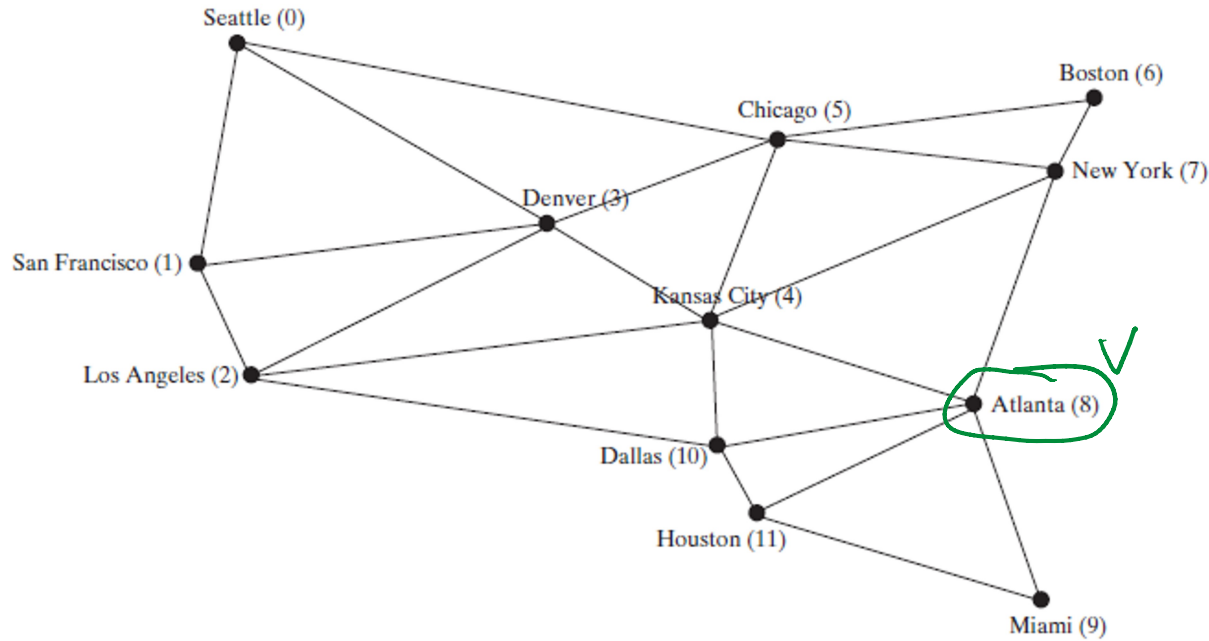 Seattle (0)
Boston (6)
Chicago (5)
New York (7)
Denver (3)
San Francisco (1)
Kansas City (4)
Los Angeles (2)
Atlanta (8)
Dallas (10)
Houston (11)
Miami (9)